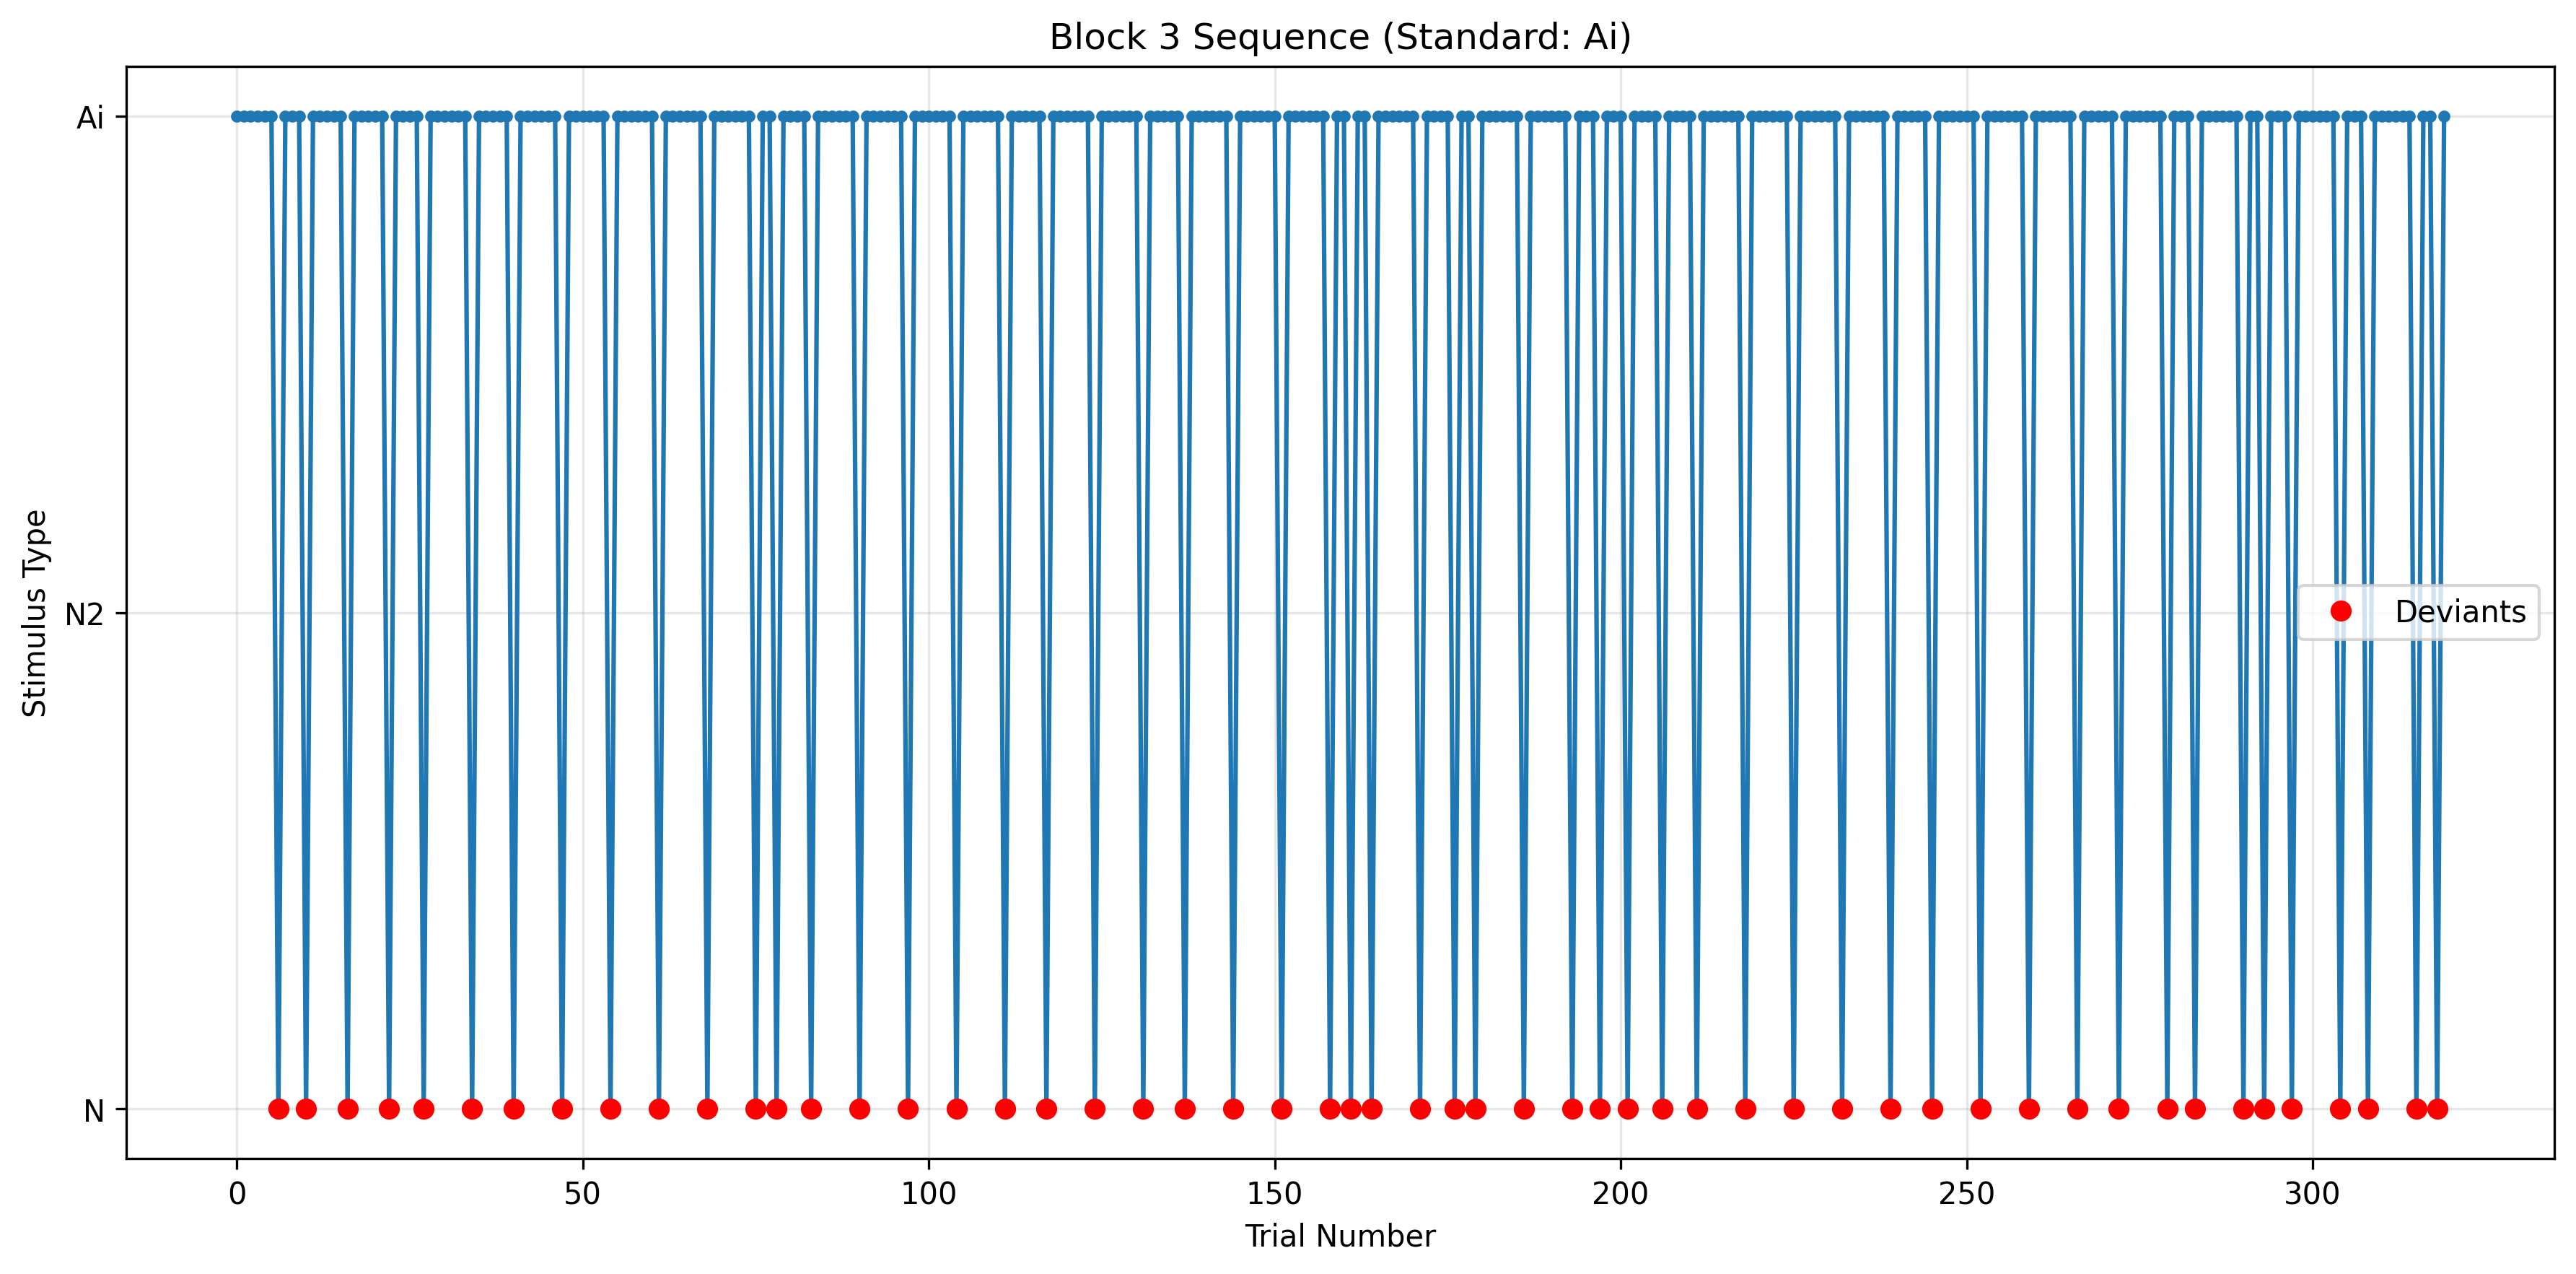 Block 3 Sequence (Standard: Ai)
Stimulus Type
Ai
N2
N
Deviants
0 50 100 150 200 250 300
Trial Number